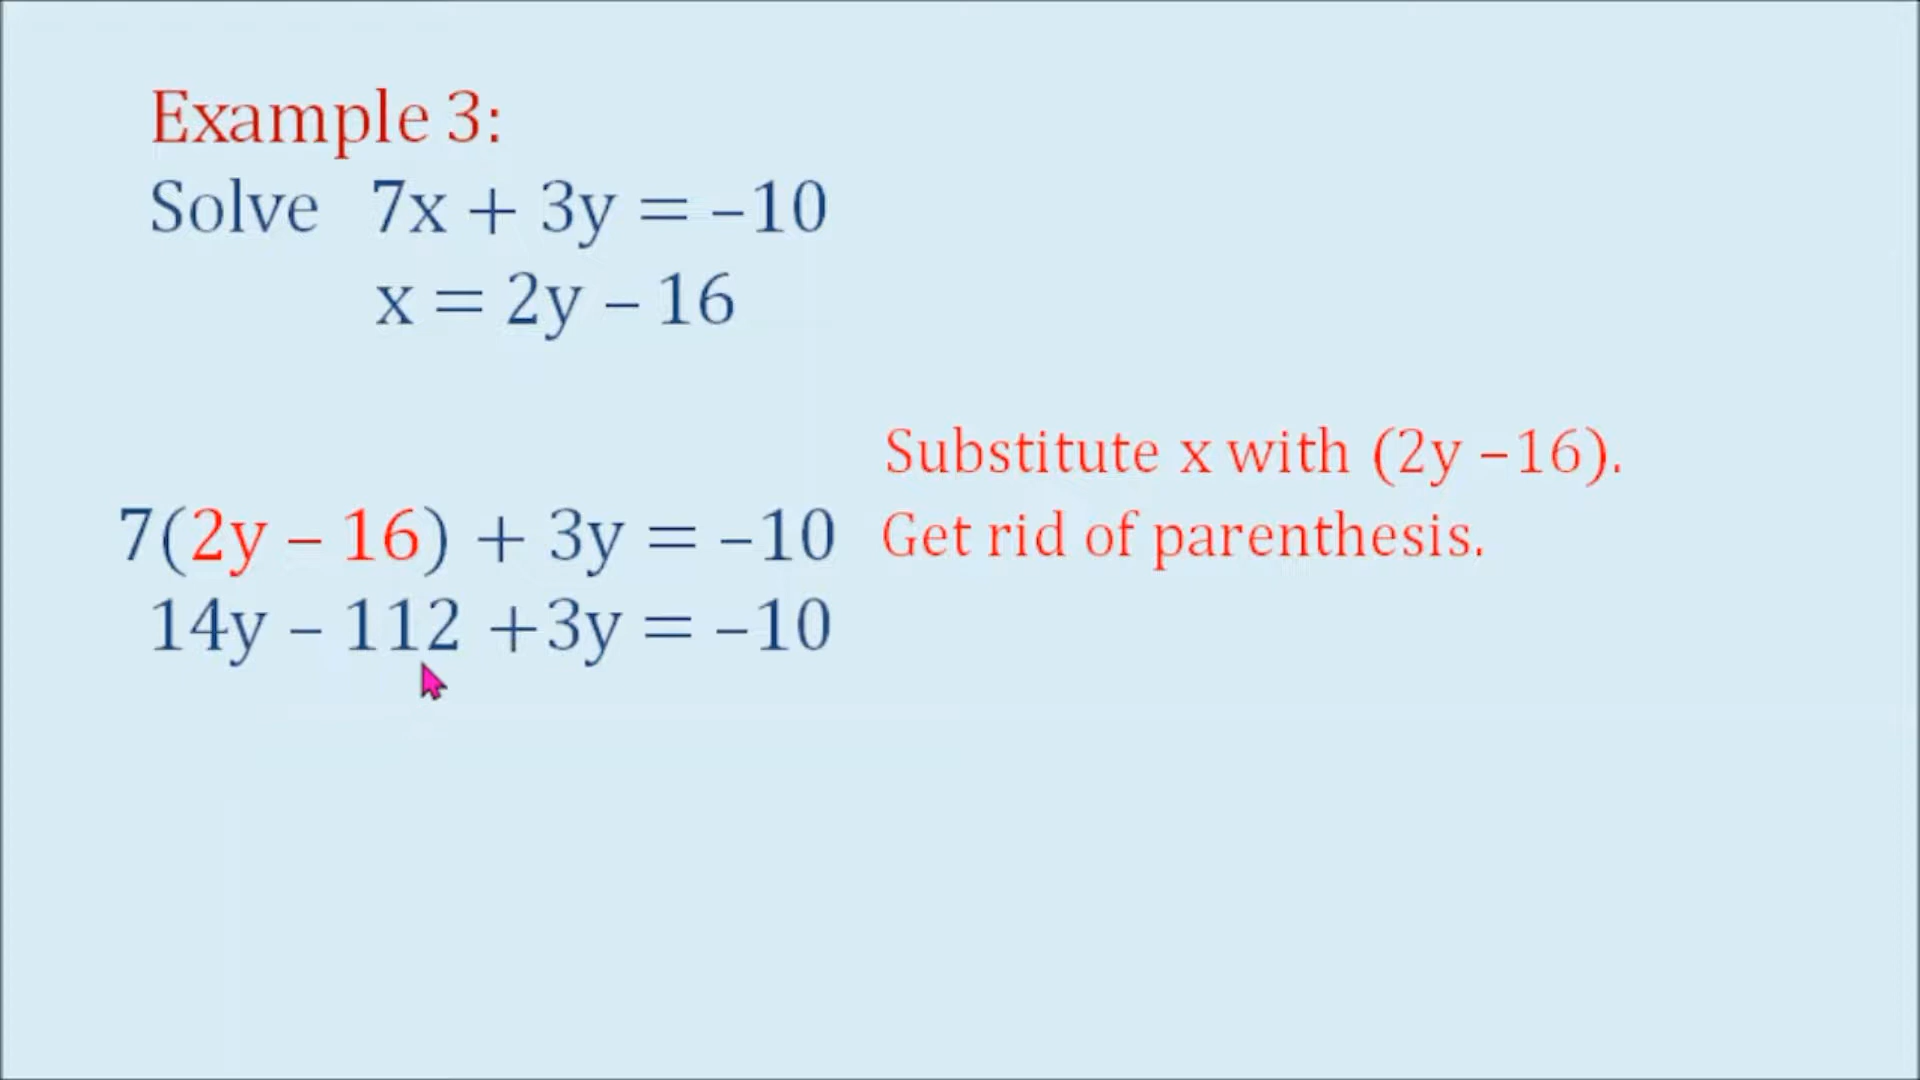 Example 3:
Solve 7x + 3y = –10
x = 2y – 16
Substitute x with (2y –16).
7(2y – 16) + 3y = –10 Get rid of parenthesis.
14y – 112 +3y = –10